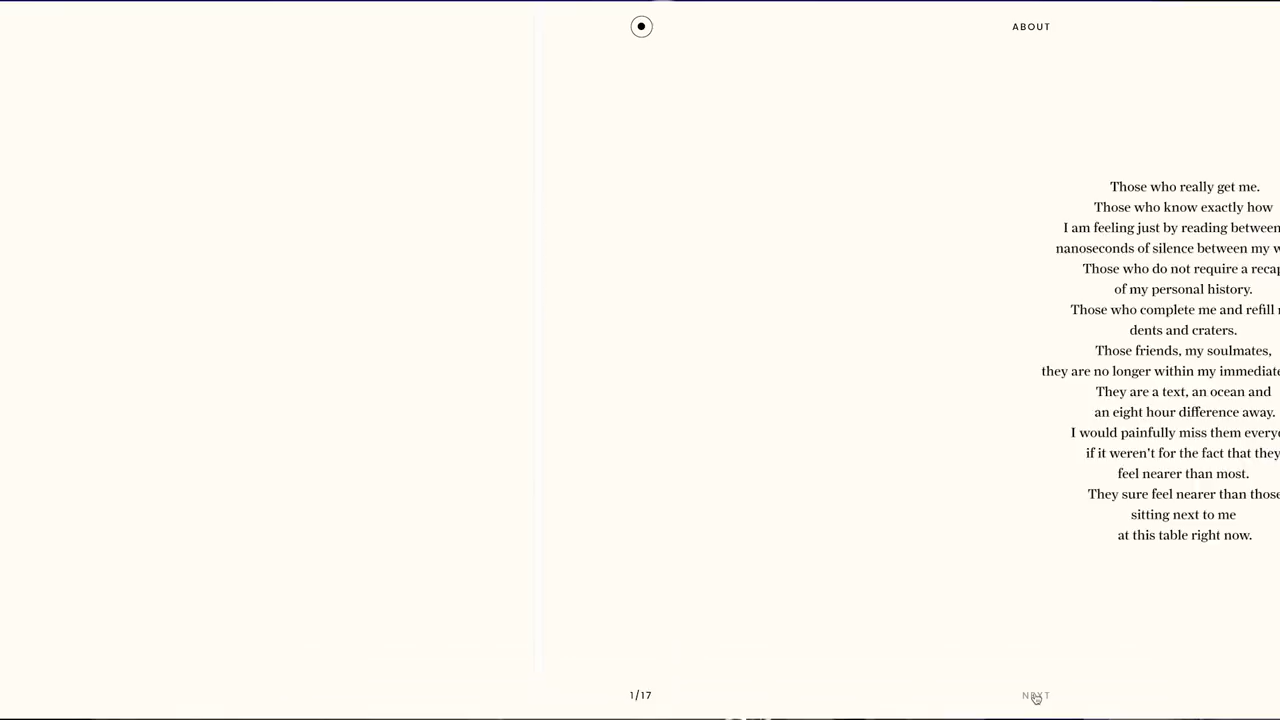 ABOUT
Those who really get me.
Those who know exactly how
I am feeling just by reading between
nanoseconds of silence between my
Those who do not require a recap
of my personal history.
Those who complete me and refill
dents and craters.
Those friends, my soulmates,
they are no longer within my immediate
They are a text, an ocean and
an eight hour difference away.
I would painfully miss them
if it weren't for the fact that they
feel nearer than most.
They sure feel nearer than those
sitting next to me
at this table right now.
1/17
NEXT